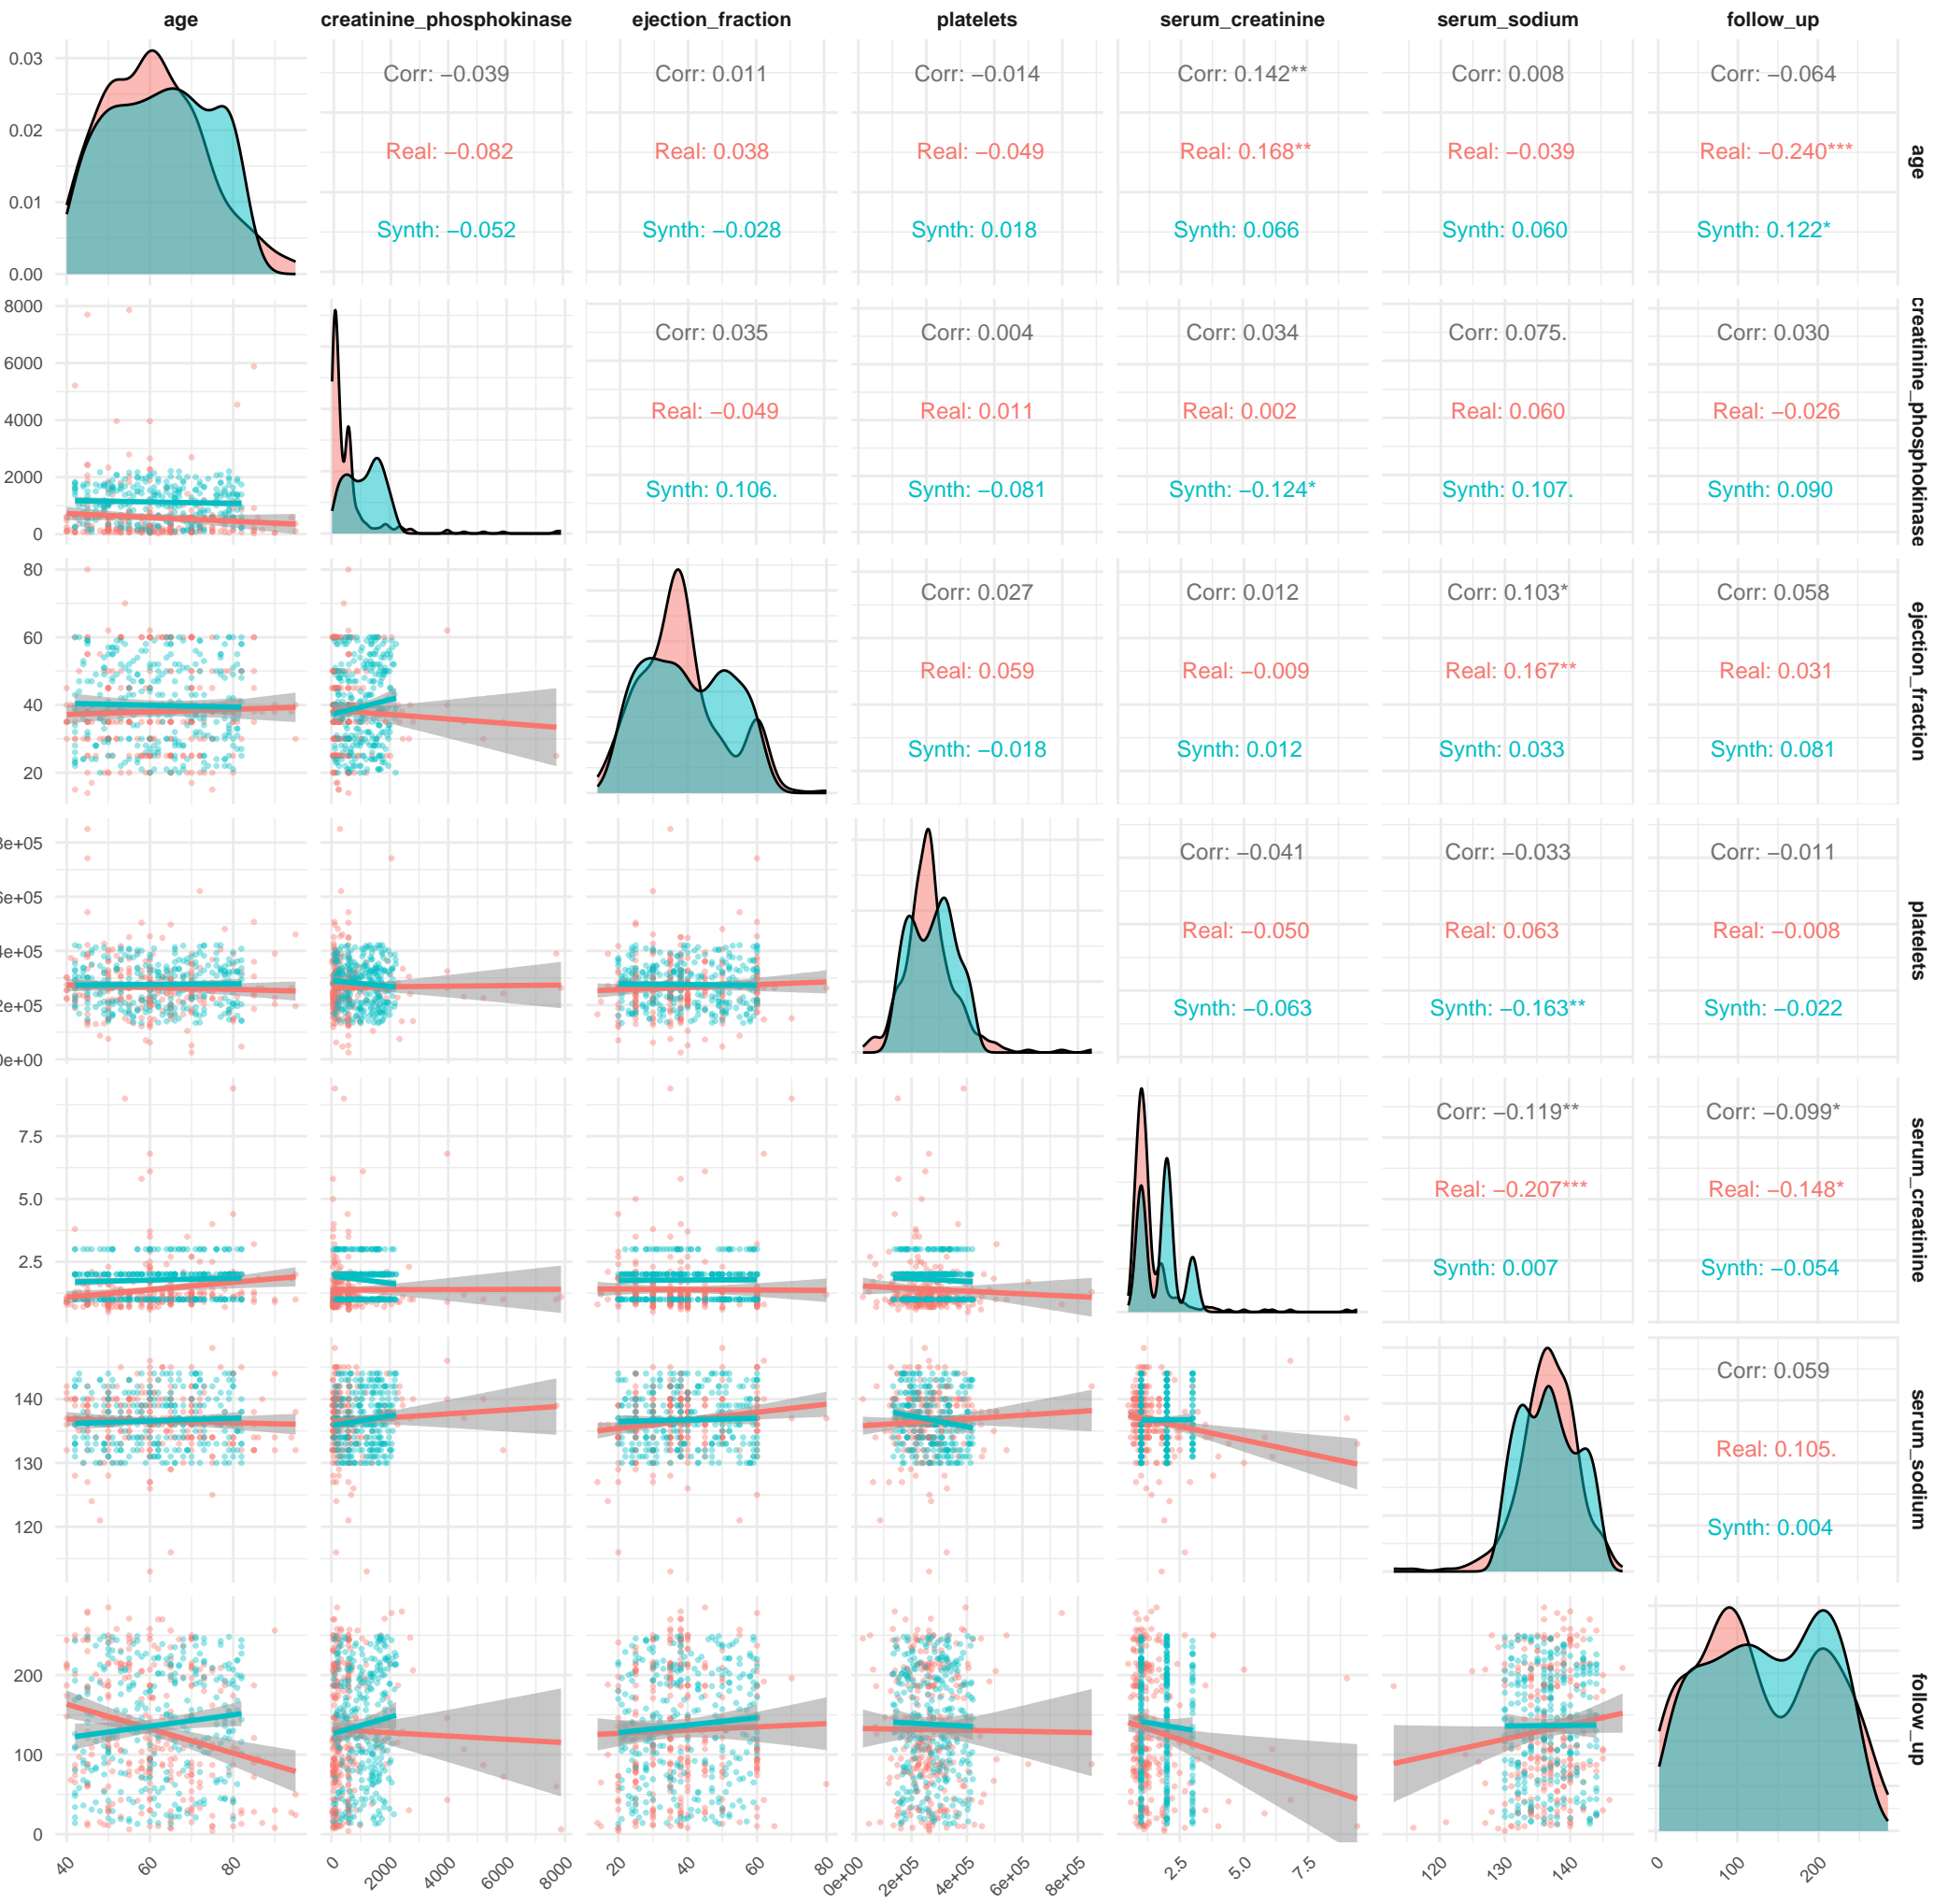 age creatinine_phosphokinase ejection_fraction platelets serum_creatinine serum_sodium follow_up
0.03
0.02
0.01
0.00
Corr: −0.039
Real: −0.082
Synth: −0.052
Corr: 0.011
Real: 0.038
Synth: −0.028
Corr: −0.014
Real: −0.049
Synth: 0.018
Corr: 0.142**
Real: 0.168**
Synth: 0.066
Corr: 0.008
Real: −0.039
Synth: 0.060
Corr: −0.064
Real: −0.240***
Synth: 0.122*
age
8000
6000
4000
2000
0
Corr: 0.035
Real: −0.049
Synth: 0.106.
Corr: 0.004
Real: 0.011
Synth: −0.081
Corr: 0.034
Real: 0.002
Synth: −0.124*
Corr: 0.075.
Real: 0.060
Synth: 0.107.
Corr: 0.030
Real: −0.026
Synth: 0.090
creatinine_phosphokinase
80
60
40
20
Corr: 0.027
Real: 0.059
Synth: −0.018
Corr: 0.012
Real: −0.009
Synth: 0.012
Corr: 0.103*
Real: 0.167**
Synth: 0.033
Corr: 0.058
Real: 0.031
Synth: 0.081
ejection_fraction
8e+05
6e+05
4e+05
2e+05
0e+00
Corr: −0.041
Real: −0.050
Synth: −0.063
Corr: −0.033
Real: 0.063
Synth: −0.163**
Corr: −0.011
Real: −0.008
Synth: −0.022
platelets
7.5
5.0
2.5
Corr: −0.119**
Real: −0.207***
Synth: 0.007
Corr: −0.099*
Real: −0.148*
Synth: −0.054
serum_creatinine
140
130
120
Corr: 0.059
Real: 0.105.
Synth: 0.004
serum_sodium
200
100
0
follow_up
40 60 80
0 2000 4000 6000 8000
20 40 60 80
0e+00 2e+05 4e+05 6e+05 8e+05
2.5 5.0 7.5
120 130 140
0 100 200